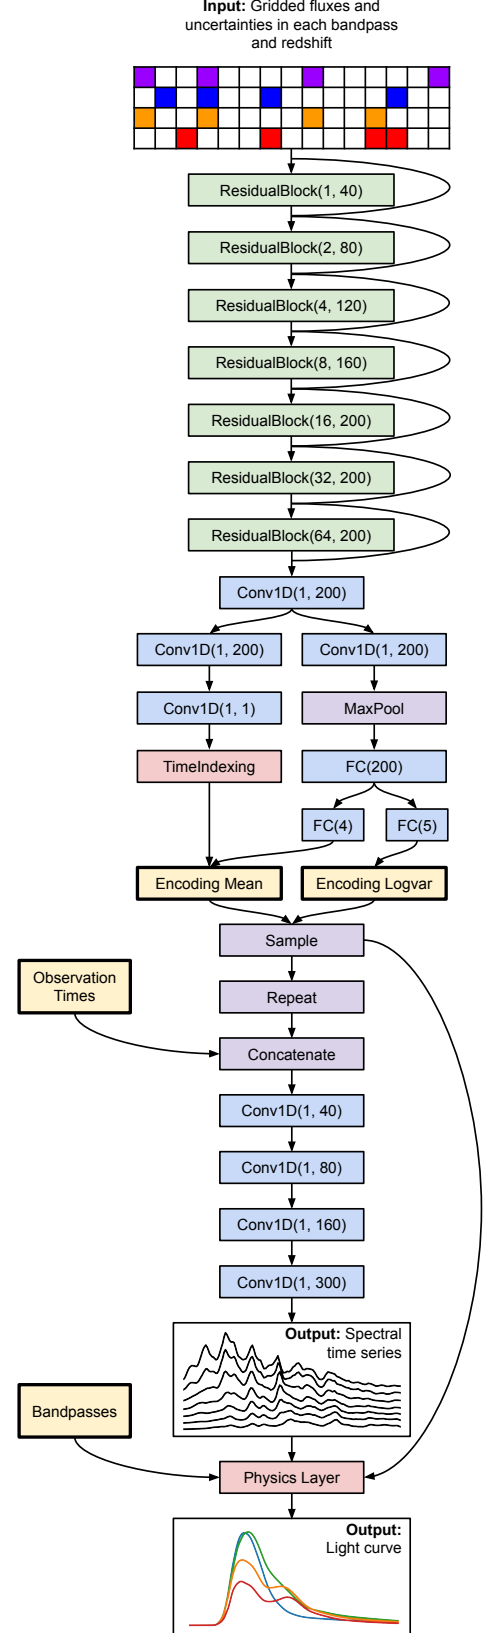 Input: Gridded fluxes and
uncertainties in each bandpass
and redshift
ResidualBlock(1, 40)
ResidualBlock(2, 80)
ResidualBlock(4, 120)
ResidualBlock(8, 160)
ResidualBlock(16, 200)
ResidualBlock(32, 200)
ResidualBlock(64, 200)
Conv1D(1, 200)
Conv1D(1, 200)
Conv1D(1, 200)
Conv1D(1, 1)
MaxPool
TimeIndexing
FC(200)
FC(4)
FC(5)
Encoding Mean
Encoding Logvar
Sample
Observation
Times
Repeat
Concatenate
Conv1D(1, 40)
Conv1D(1, 80)
Conv1D(1, 160)
Conv1D(1, 300)
Output: Spectral
time series
Bandpasses
Physics Layer
Output:
Light curve